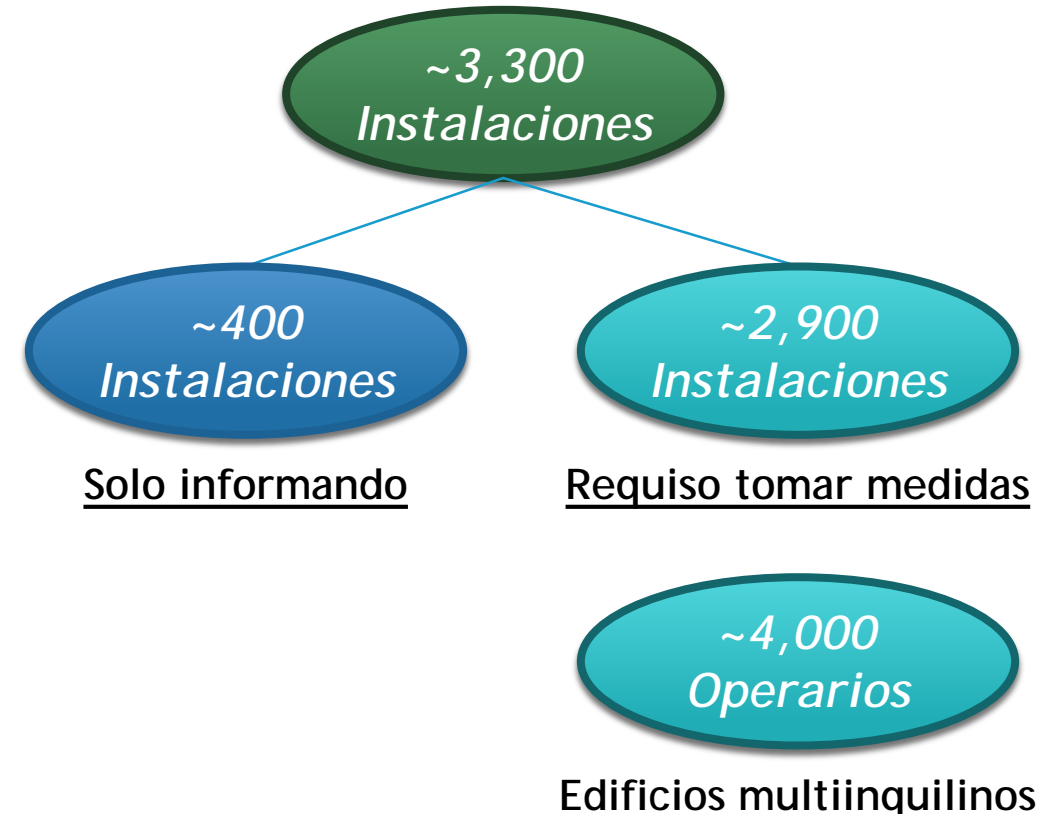 ~3,300
Instalaciones
~400
Instalaciones
~2,900
Instalaciones
Solo informando
Requiso tomar medidas
~4,000
Operarios
Edificios multiinquilinos